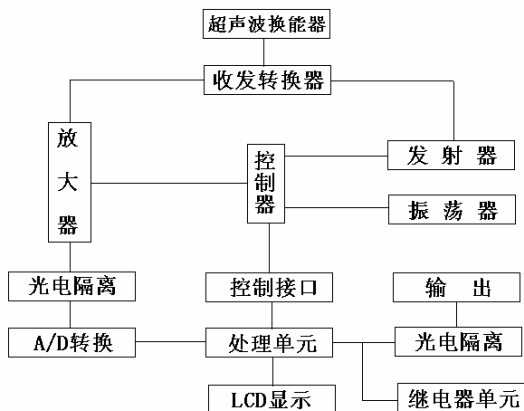 超声波换能器
收发转换器
放大器
控制器
发射器
振荡器
光电隔离
控制接口
输出
A/D转换
处理单元
光电隔离
LCD显示
继电器单元